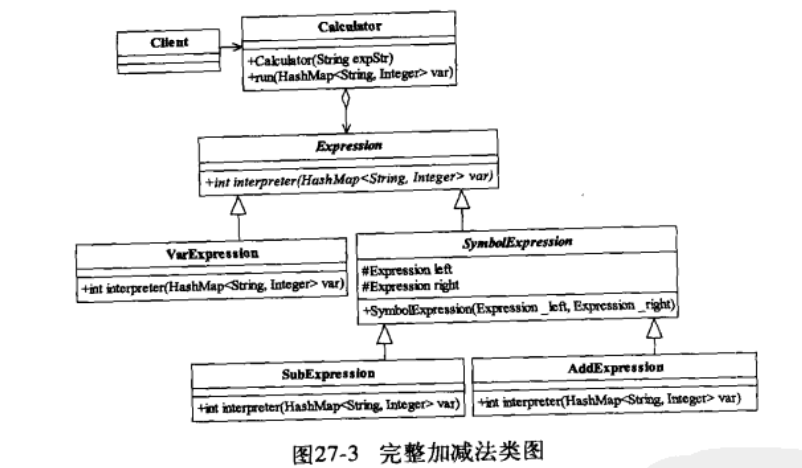 Calculator
Client
+Calculator(String expStr)
+run(HashMap<String, Integer> var)
Expression
+int interpreter(HashMap<String, Integer> var)
VarExpression
+int interpreter(HashMap<String, Integer> var)
SymbolExpression
#Expression left
#Expression right
+SymbolExpression(Expression _left, Expression _right)
SubExpression
+int interpreter(HashMap<String, Integer> var)
AddExpression
+int interpreter(HashMap<String, Integer> var)
图27-3 完整加减法类图